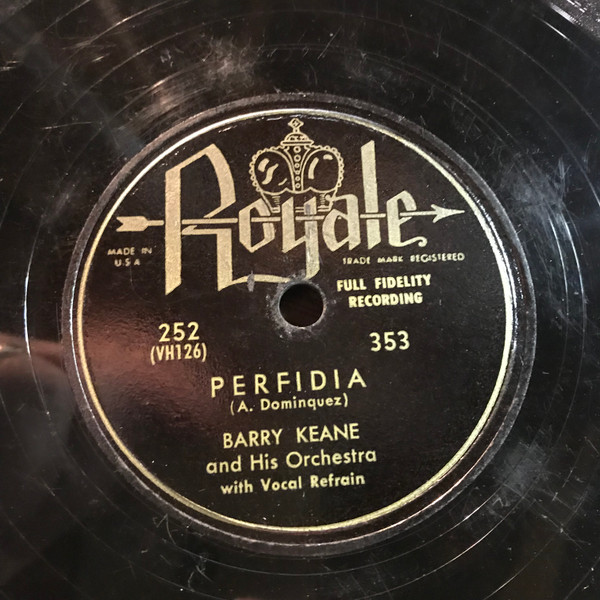 Royale
MADE IN
U.S.A
TRADE MARK REGISTERED
FULL FIDELITY
RECORDING
252
(VH126)
353
PERFIDIA
(A. Dominquez)
BARRY KEANE
and His Orchestra
with Vocal Refrain